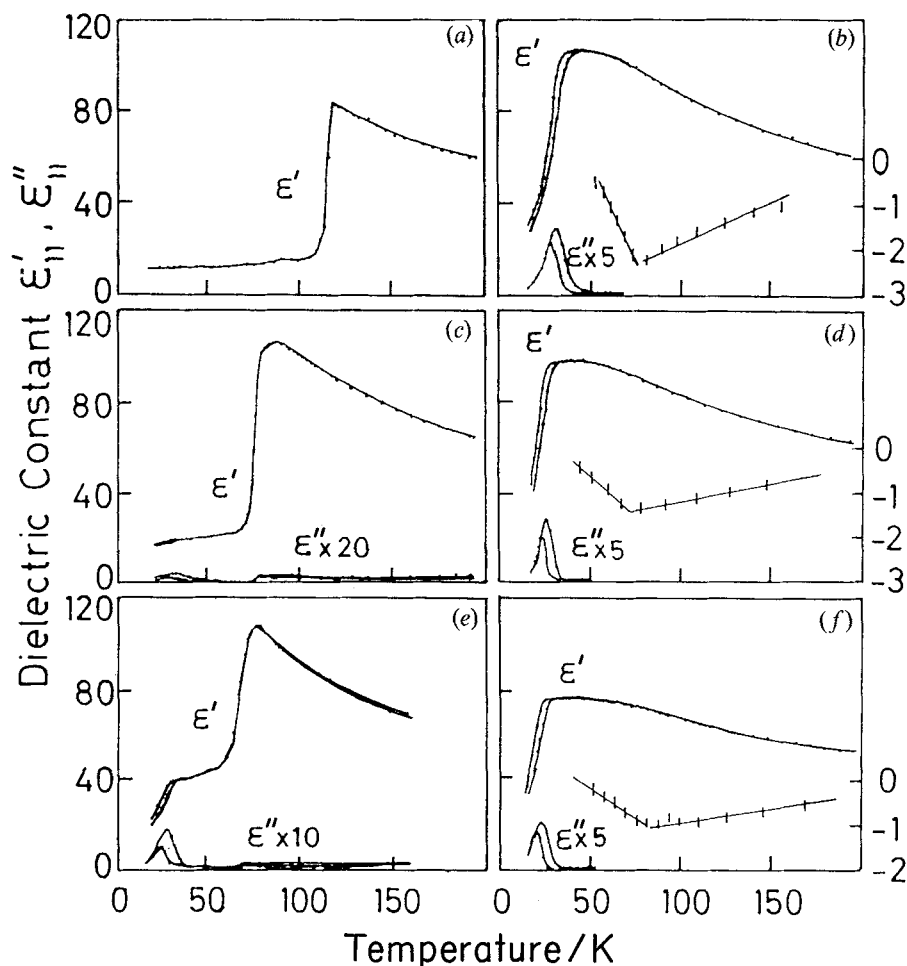 120 (a) (b)
ε'
80 0
ε' -1
40 ε''x5 -2
0 -3
120 (c) (d)
ε'
80 0
ε' -1
40 ε''x20 ε''x5 -2
0 -3
120 (e) (f)
ε'
80 ε' 0
40 -1
ε''x10 ε''x5
0 -2
0 50 100 150 0 50 100 150
Temperature/K
Dielectric Constant ε'₁₁, ε''₁₁